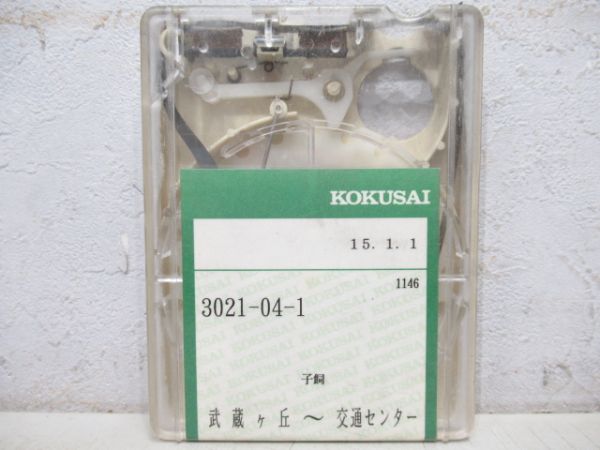 KOKUSAI
15. 1. 1
1146
3021-04-1
子飼
武蔵ヶ丘 ～ 交通センター